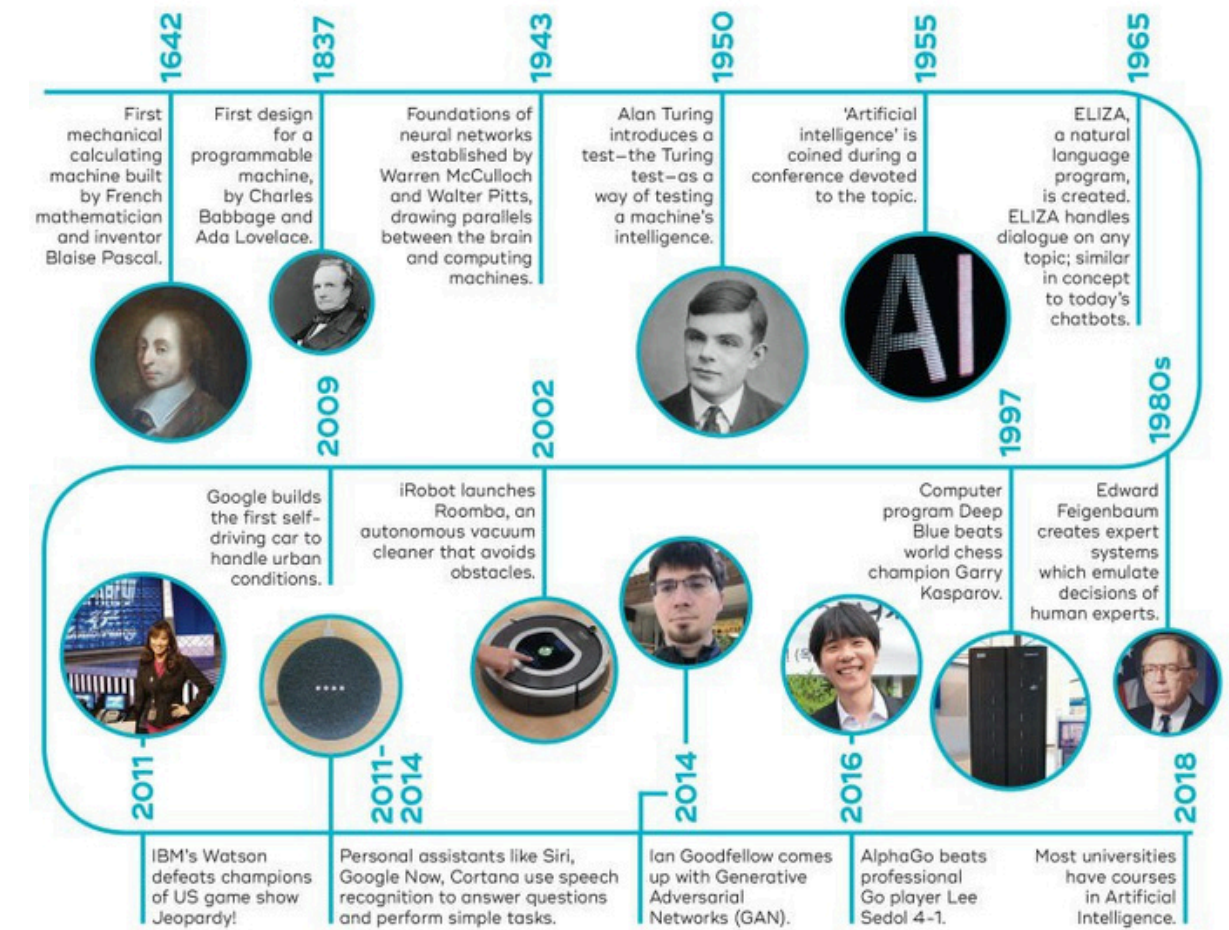 1642
First
mechanical
calculating
machine built
by French
mathematician
and inventor
Blaise Pascal.
1837
First design
for a
programmable
machine,
by Charles
Babbage and
Ada Lovelace.
1943
Foundations of
neural networks
established by
Warren McCulloch
and Walter Pitts,
drawing parallels
between the brain
and computing
machines.
1950
Alan Turing
introduces a
test—the Turing
test—as a
way of testing
a machine's
intelligence.
1955
'Artificial
intelligence' is
coined during a
conference devoted
to the topic.
AI
1965
ELIZA,
a natural
language
program,
is created.
ELIZA handles
dialogue on any
topic; similar
in concept
to today's
chatbots.
1980s
Edward
Feigenbaum
creates expert
systems
which emulate
decisions of
human experts.
1997
Computer
program Deep
Blue beats
world chess
champion Garry
Kasparov.
2002
iRobot launches
Roomba, an
autonomous vacuum
cleaner that avoids
obstacles.
2009
Google builds
the first self-
driving car to
handle urban
conditions.
2011
IBM's Watson
defeats champions
of US game show
Jeopardy!
2011-
2014
Personal assistants like Siri,
Google Now, Cortana use speech
recognition to answer questions
and perform simple tasks.
2014
Ian Goodfellow comes
up with Generative
Adversarial
Networks (GAN).
2016
AlphaGo beats
professional
Go player Lee
Sedol 4-1.
2018
Most universities
have courses
in Artificial
Intelligence.